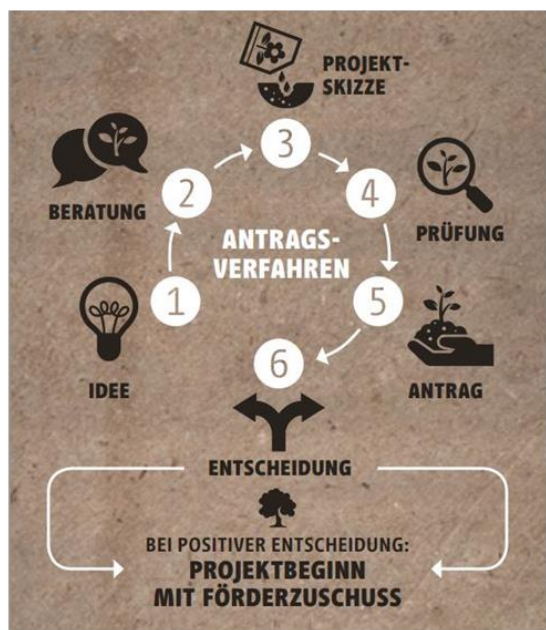 PROJEKT-
SKIZZE
3
2
4
BERATUNG
PRÜFUNG
ANTRAGS-
VERFAHREN
1
5
IDEE
6
ANTRAG
ENTSCHEIDUNG
BEI POSITIVER ENTSCHEIDUNG:
PROJEKTBEGINN
MIT FÖRDERZUSCHUSS